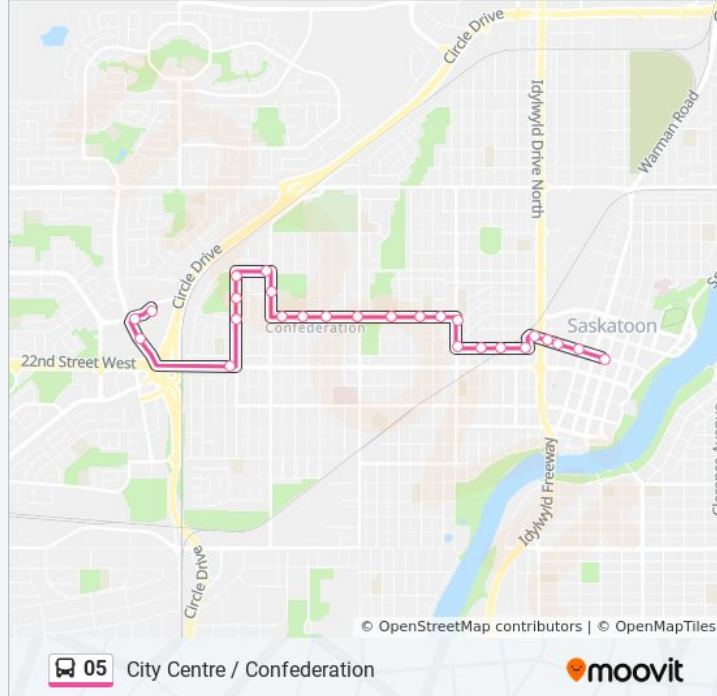 Circle Drive
Idylwyld Drive North
Warman Road
Circle Drive
Saskatoon
Confederation
22nd Street West
Idylwyld Freeway
Circle Drive
© OpenStreetMap contributors | © OpenMapTiles
05 City Centre / Confederation
moovit